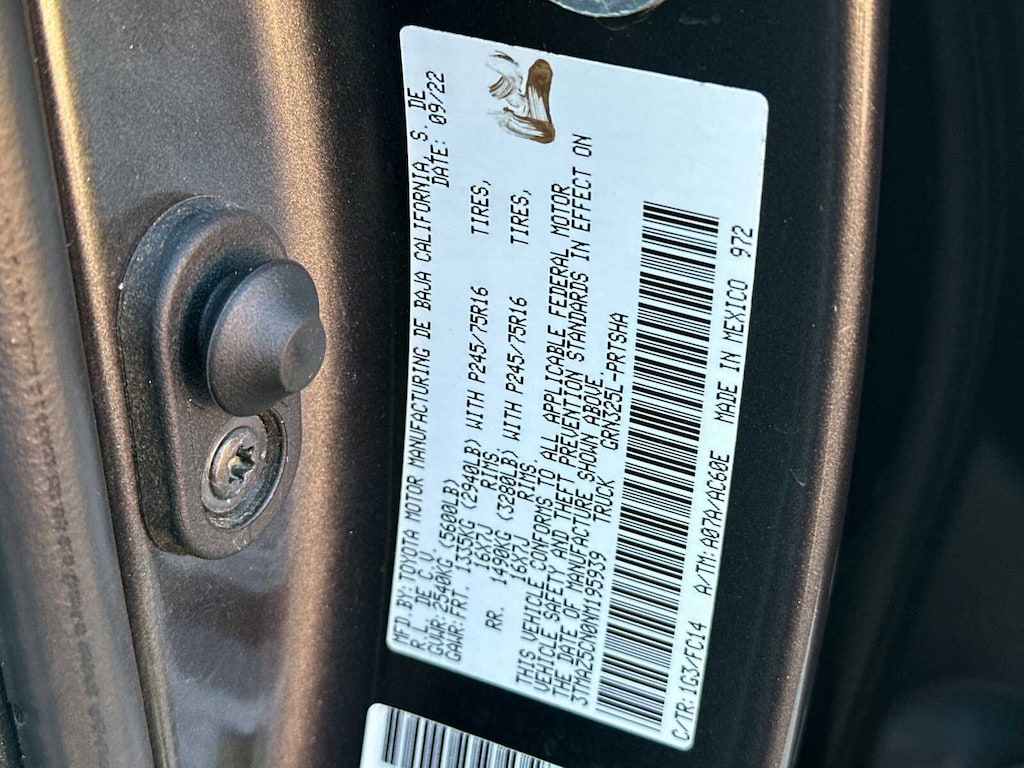 MFD.BY:TOYOTA MOTOR MANUFACTURING DE BAJA CALIFORNIA, S. DE
R.L. DE C.V. DATE: 09/22
GVWR:2540KG (5600LB)
GAWR:FRT. 1335KG (2940LB) WITH P245/75R16 TIRES,
16X7J RIMS,
RR. 1490KG (3280LB) WITH P245/75R16 TIRES,
16X7J RIMS
THIS VEHICLE CONFORMS TO ALL APPLICABLE FEDERAL MOTOR
VEHICLE SAFETY AND THEFT PREVENTION STANDARDS IN EFFECT ON
THE DATE OF MANUFACTURE SHOWN ABOVE.
3TMAZ5CN0NM195939 TRUCK GRN325L-PRTSHA
C/TR:1G3/FC14 A/TM:A07A/AC60E MADE IN MEXICO 972